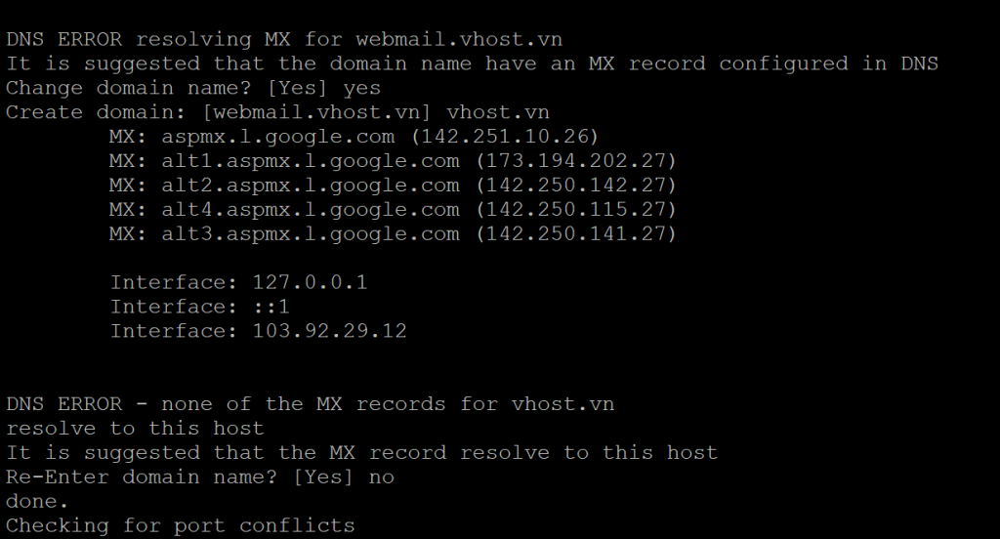 DNS ERROR resolving MX for webmail.vhost.vn
It is suggested that the domain name have an MX record configured in DNS
Change domain name? [Yes] yes
Create domain: [webmail.vhost.vn] vhost.vn
MX: aspmx.l.google.com (142.251.10.26)
MX: alt1.aspmx.l.google.com (173.194.202.27)
MX: alt2.aspmx.l.google.com (142.250.142.27)
MX: alt4.aspmx.l.google.com (142.250.115.27)
MX: alt3.aspmx.l.google.com (142.250.141.27)
Interface: 127.0.0.1
Interface: ::1
Interface: 103.92.29.12
DNS ERROR - none of the MX records for vhost.vn
resolve to this host
It is suggested that the MX record resolve to this host
Re-Enter domain name? [Yes] no
done.
Checking for port conflicts